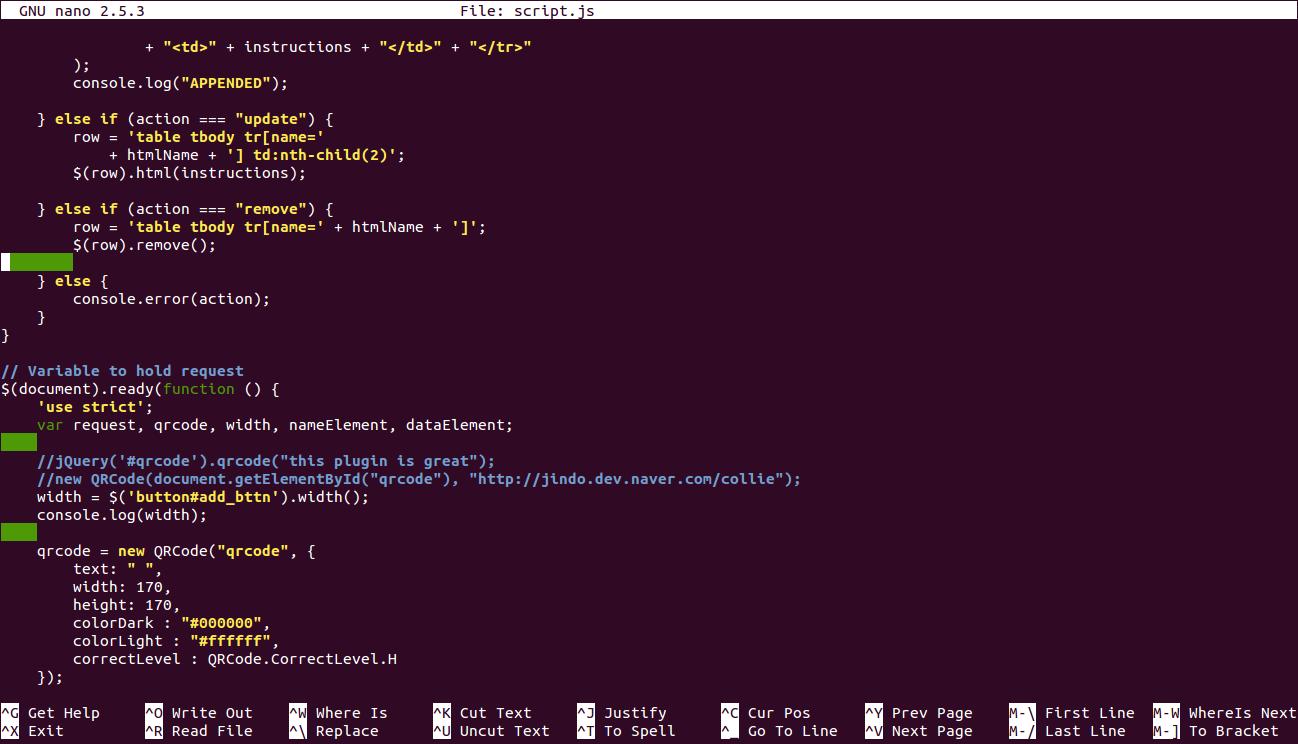 GNU nano 2.5.3 File: script.js
+ "<td>" + instructions + "</td>" + "</tr>"
);
console.log("APPENDED");
} else if (action === "update") {
row = 'table tbody tr[name='
+ htmlName + '] td:nth-child(2)';
$(row).html(instructions);
} else if (action === "remove") {
row = 'table tbody tr[name=' + htmlName + ']';
$(row).remove();
} else {
console.error(action);
}
}
// Variable to hold request
$(document).ready(function () {
'use strict';
var request, qrcode, width, nameElement, dataElement;
//jQuery('#qrcode').qrcode("this plugin is great");
//new QRCode(document.getElementById("qrcode"), "http://jindo.dev.naver.com/collie");
width = $('button#add_bttn').width();
console.log(width);
qrcode = new QRCode("qrcode", {
text: " ",
width: 170,
height: 170,
colorDark : "#000000",
colorLight : "#ffffff",
correctLevel : QRCode.CorrectLevel.H
});
^G Get Help ^O Write Out ^W Where Is ^K Cut Text ^J Justify ^C Cur Pos ^Y Prev Page M-\ First Line M-W WhereIs Next
^X Exit ^R Read File ^\ Replace ^U Uncut Text ^T To Spell ^_ Go To Line ^V Next Page M-/ Last Line M-] To Bracket